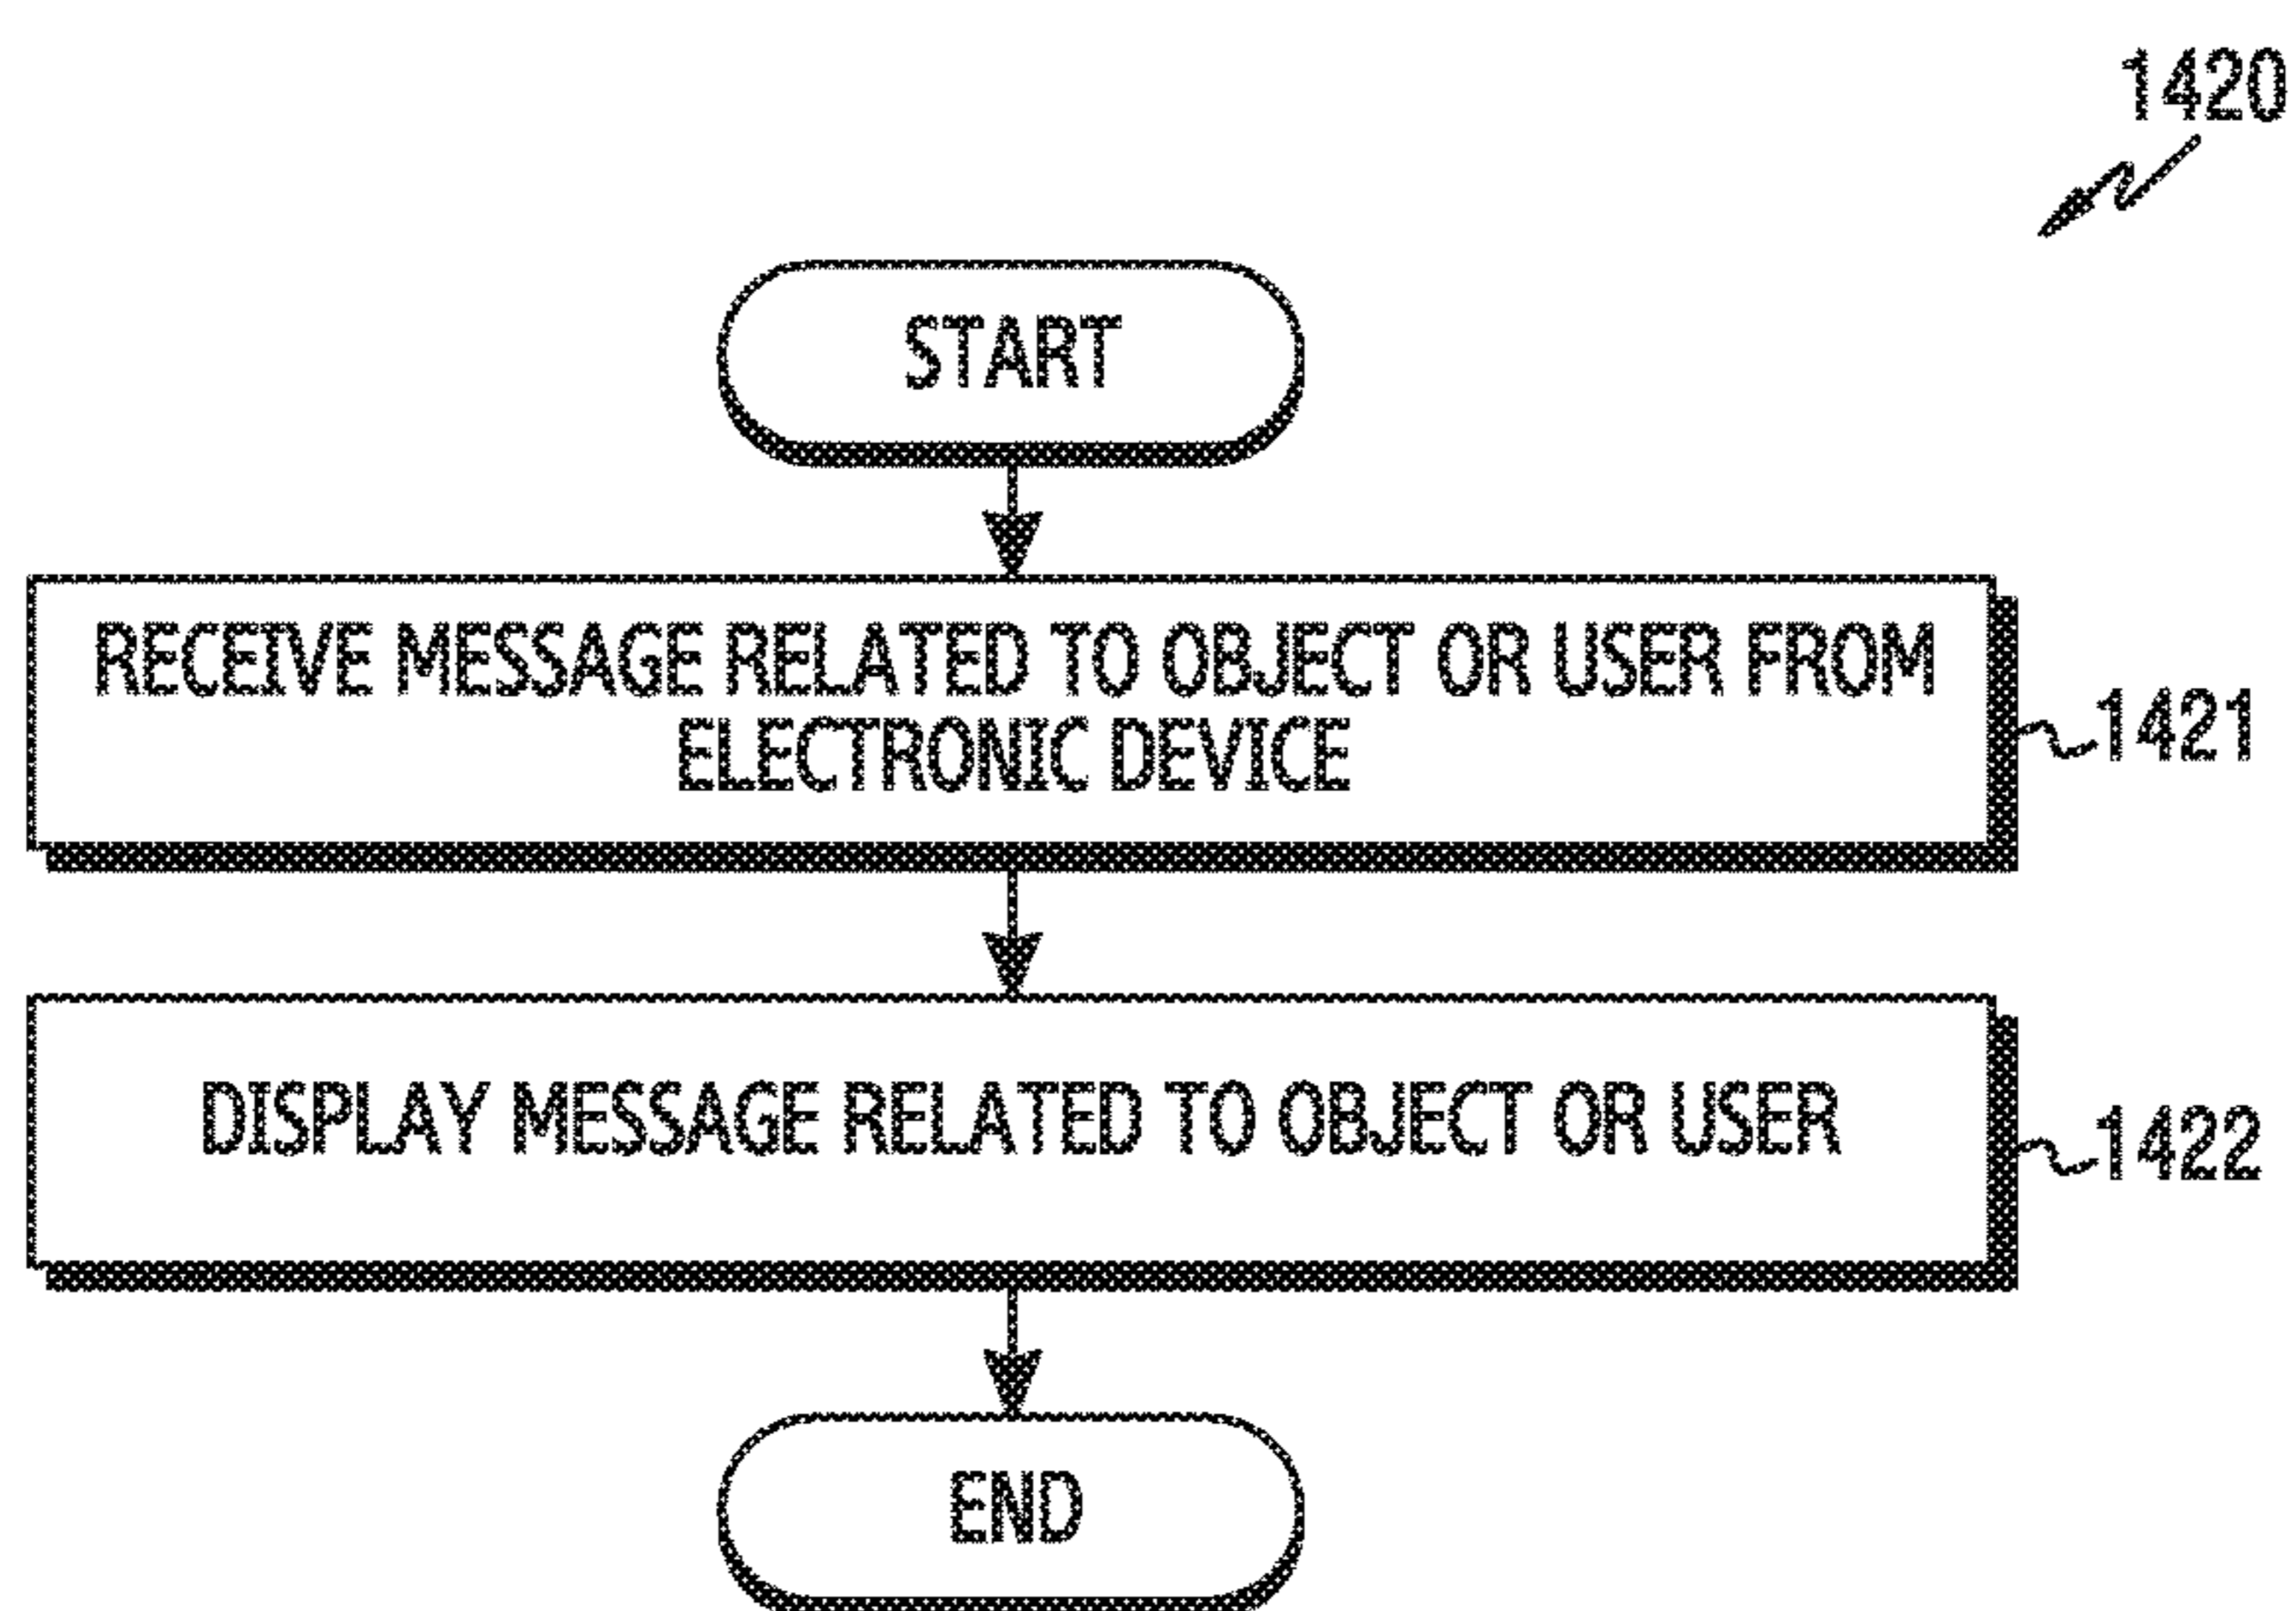 1420
START
RECEIVE MESSAGE RELATED TO OBJECT OR USER FROM
ELECTRONIC DEVICE
1421
DISPLAY MESSAGE RELATED TO OBJECT OR USER
1422
END